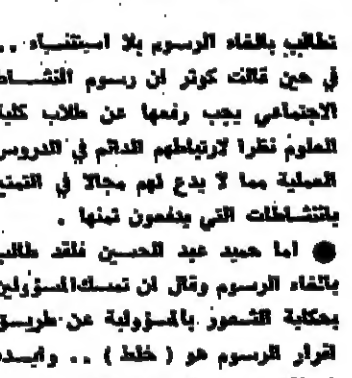 تطالب بالغاء الرسوم بلا استثناء ..
في حين قالت كوثر ان رسوم النشاط
الاجتماعي يجب رفعها عن طلاب كلية
العلوم نظرا لارتباطهم الدائم في الدروس
العملية مما لا يدع لهم مجالا في التمتع
بالنشاطات التي يدفعون ثمنها .
● اما حميد عبد الحسين فلقد طالب
بالغاء الرسوم وقال ان تمسك المسؤولين
بحكاية الشعور بالمسؤولية عن طريق
اقرار الرسوم هو ( خلط ) .. وايده